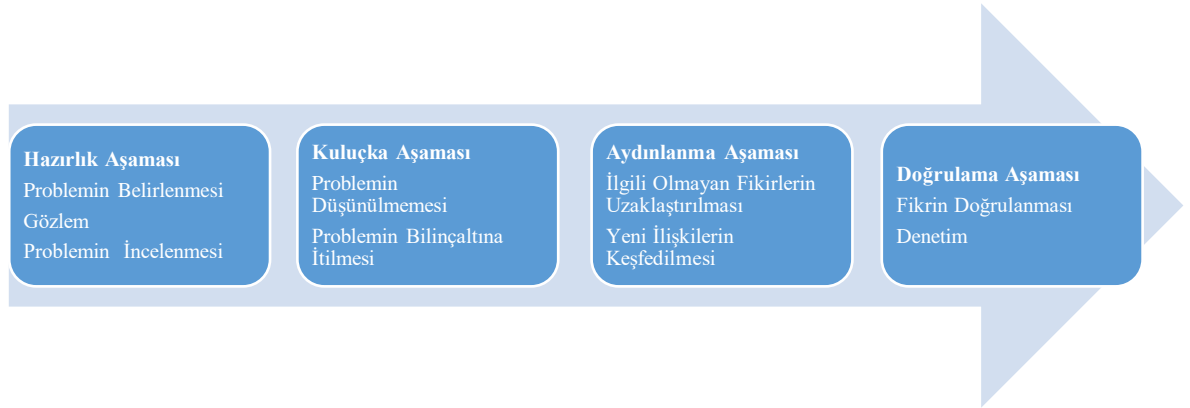 Hazırlık Aşaması
Problemin Belirlenmesi
Gözlem
Problemin İncelenmesi
Kuluçka Aşaması
Problemin
Düşünülmemesi
Problemin Bilinçaltına
İtilmesi
Aydınlanma Aşaması
İlgili Olmayan Fikirlerin
Uzaklaştırılması
Yeni İlişkilerin
Keşfedilmesi
Doğrulama Aşaması
Fikrin Doğrulanması
Denetim